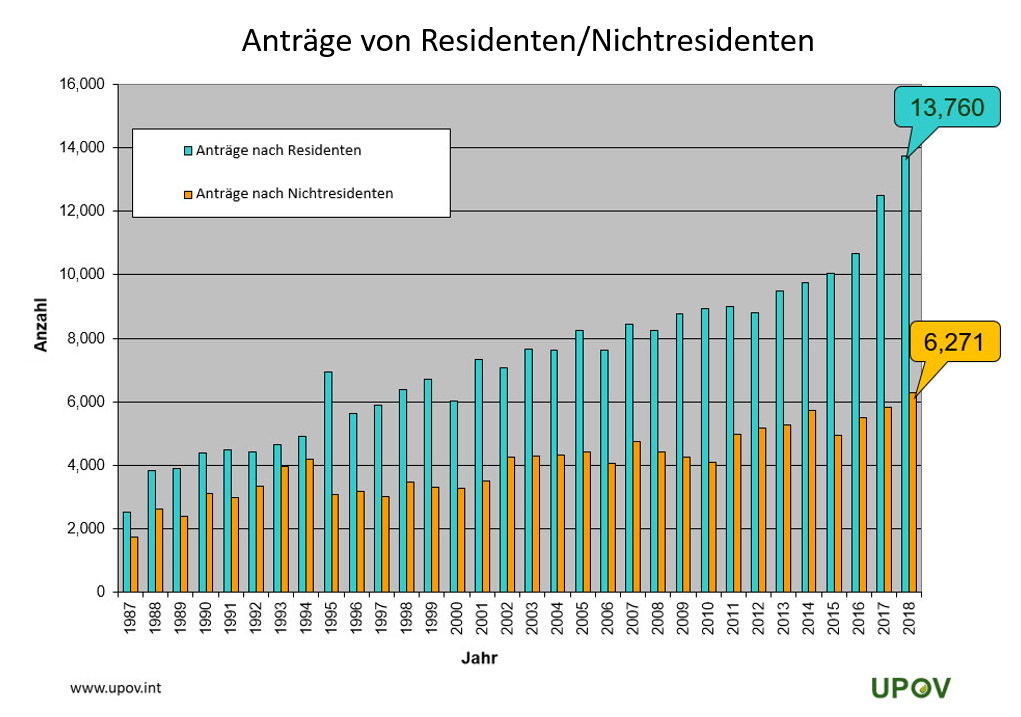 Anträge von Residenten/Nichtresidenten
16,000
14,000
12,000
10,000
8,000
6,000
4,000
2,000
0
Anzahl
Anträge nach Residenten
Anträge nach Nichtresidenten
13,760
6,271
1987 1988 1989 1990 1991 1992 1993 1994 1995 1996 1997 1998 1999 2000 2001 2002 2003 2004 2005 2006 2007 2008 2009 2010 2011 2012 2013 2014 2015 2016 2017 2018
Jahr
www.upov.int
UPOV